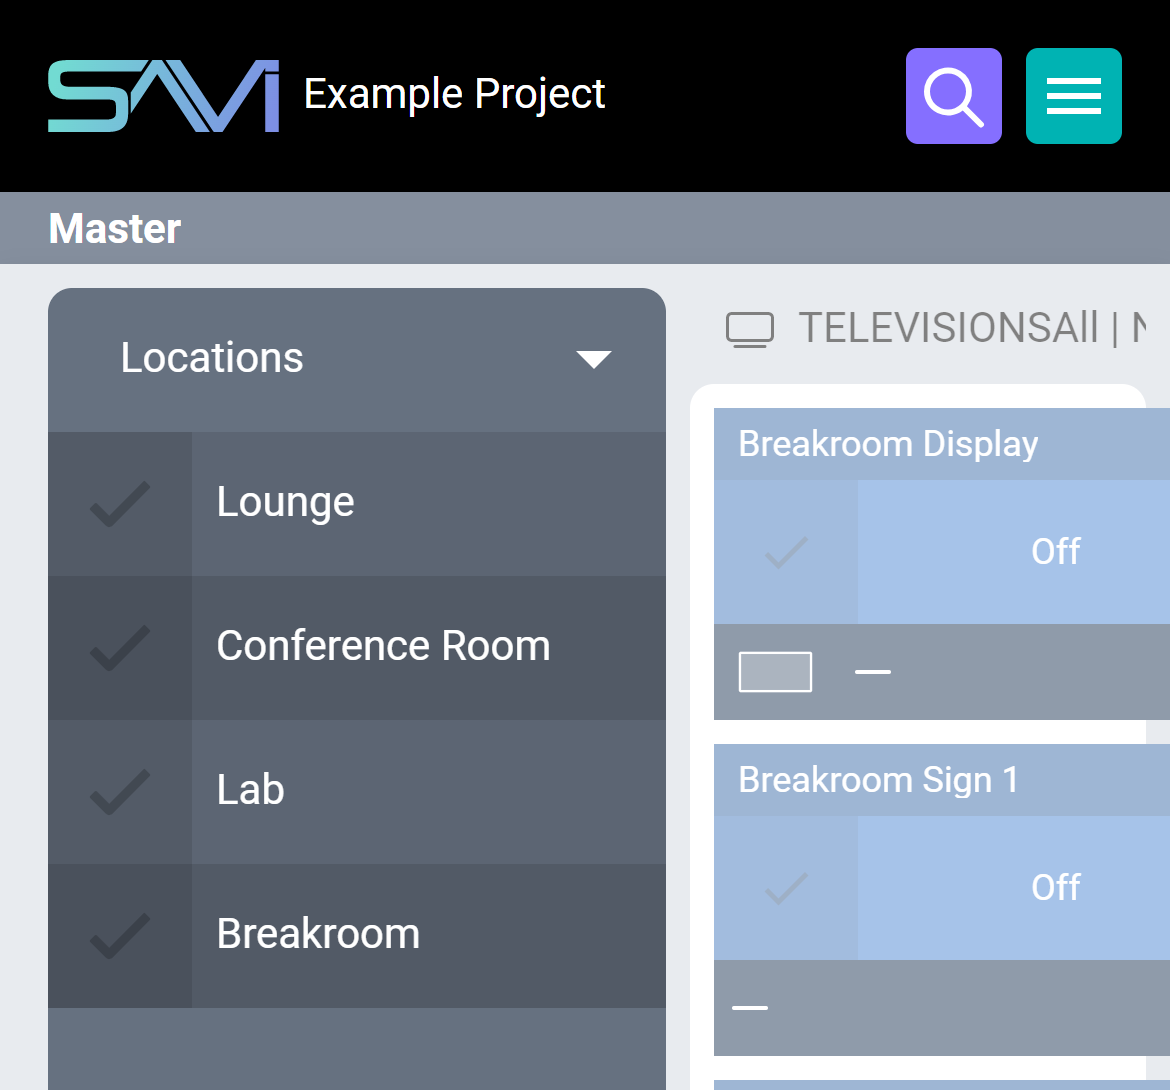 SAVI Example Project
Master
Locations
Lounge
Conference Room
Lab
Breakroom
TELEVISIONSAll |
Breakroom Display
Off
Breakroom Sign 1
Off